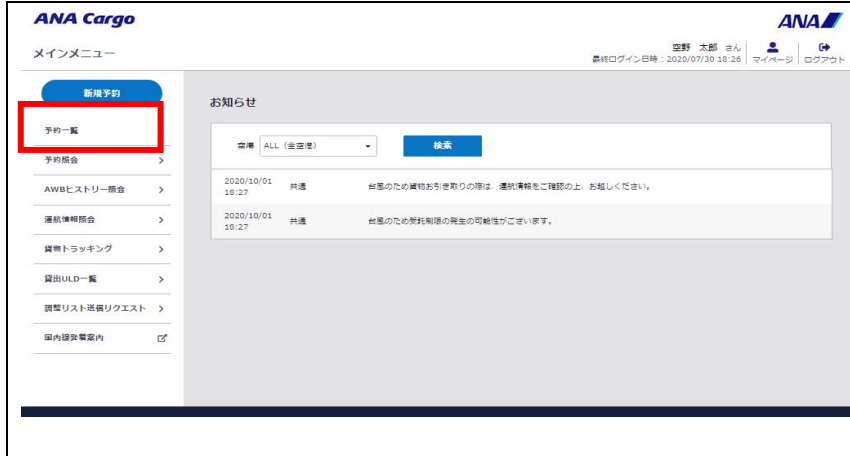 ANA Cargo
ANA
メインメニュー
空野 太郎 さん
最終ログイン日時：2020/07/30 18:26
マイページ
ログアウト
新規予約
予約一覧
予約照会
AWBヒストリー照会
運航情報照会
貨物トラッキング
貸出ULD一覧
調整リスト送信リクエスト
国内線発着案内
お知らせ
空港 ALL（全空港） 検索
2020/10/01 18:27 共通 台風のため貨物お引き取りの際は、運航情報をご確認の上、お越しください。
2020/10/01 18:27 共通 台風のため受託制限の発生の可能性がございます。